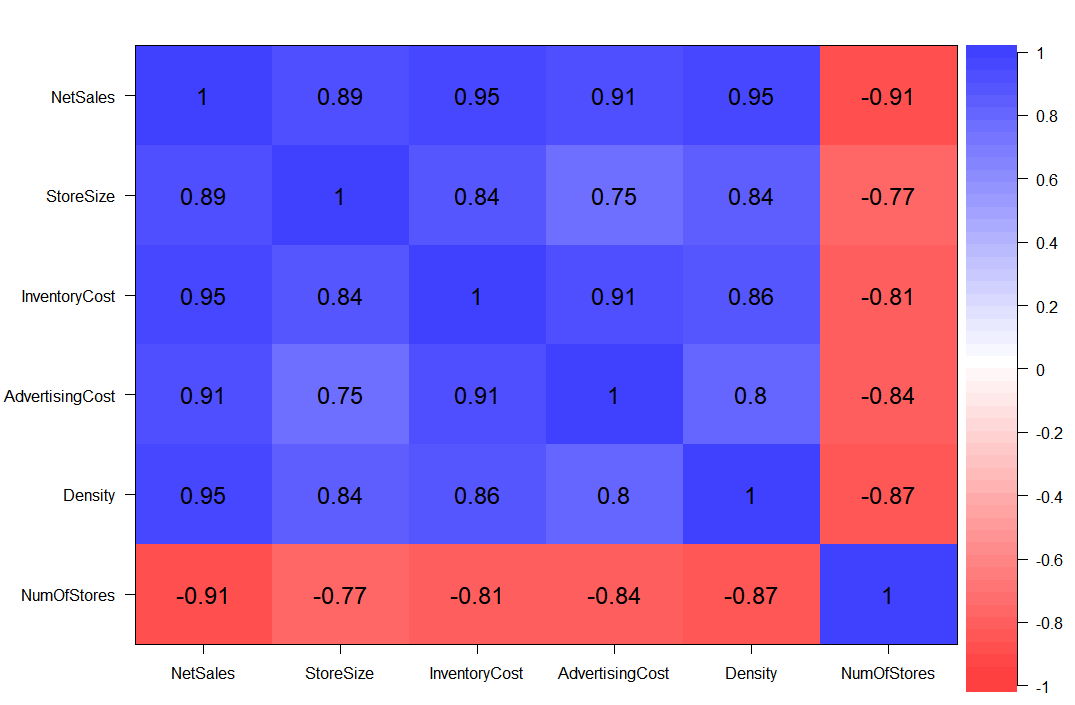 NetSales 1 0.89 0.95 0.91 0.95 -0.91
StoreSize 0.89 1 0.84 0.75 0.84 -0.77
InventoryCost 0.95 0.84 1 0.91 0.86 -0.81
AdvertisingCost 0.91 0.75 0.91 1 0.8 -0.84
Density 0.95 0.84 0.86 0.8 1 -0.87
NumOfStores -0.91 -0.77 -0.81 -0.84 -0.87 1
NetSales StoreSize InventoryCost AdvertisingCost Density NumOfStores
1
0.8
0.6
0.4
0.2
0
-0.2
-0.4
-0.6
-0.8
-1